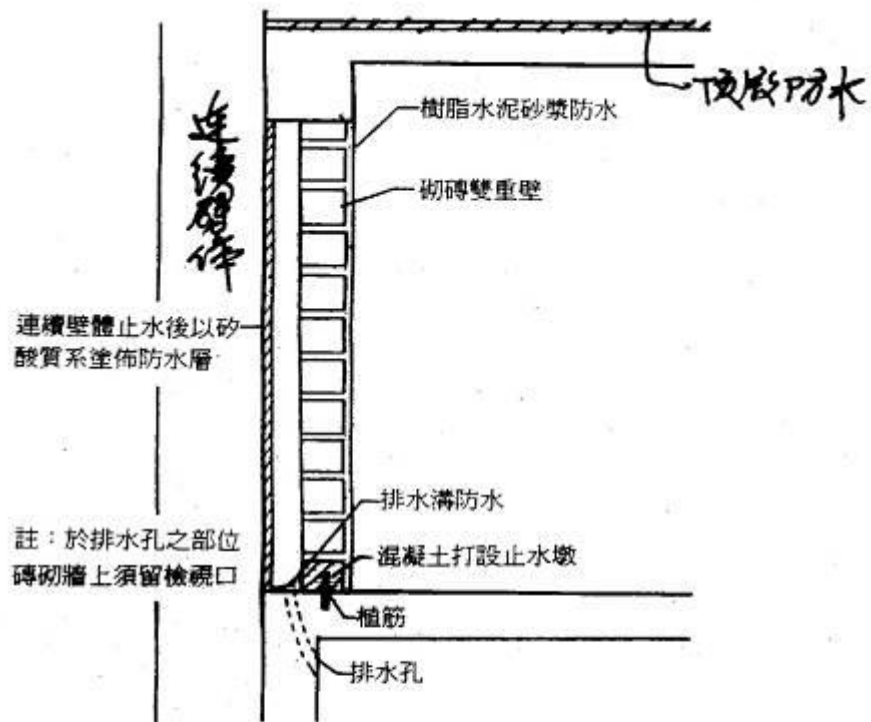 頂版防水
樹脂水泥砂漿防水
連續壁体
砌磚雙重壁
連續壁體止水後以矽
酸質系塗佈防水層
排水溝防水
註：於排水孔之部位
磚砌牆上須留檢視口
混凝土打設止水墩
植筋
排水孔